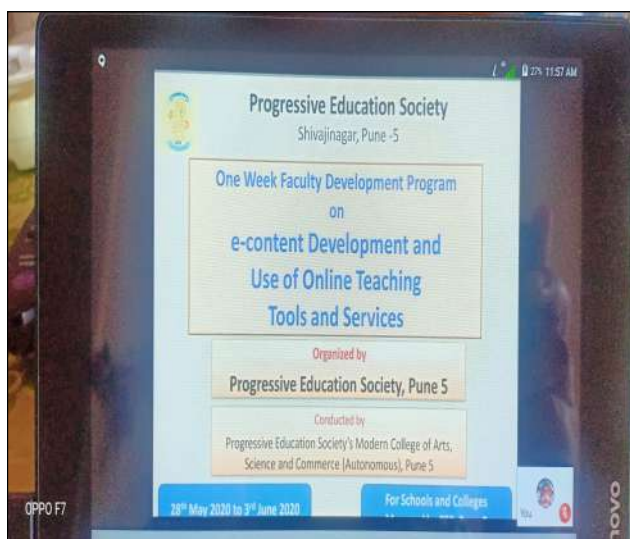 27% 11:57 AM
Progressive Education Society
Shivajinagar, Pune -5
One Week Faculty Development Program
on
e-content Development and
Use of Online Teaching
Tools and Services
Organized by
Progressive Education Society, Pune 5
Conducted by
Progressive Education Society's Modern College of Arts,
Science and Commerce (Autonomous), Pune 5
28th May 2020 to 3rd June 2020
For Schools and Colleges
You
OPPO F7
novo